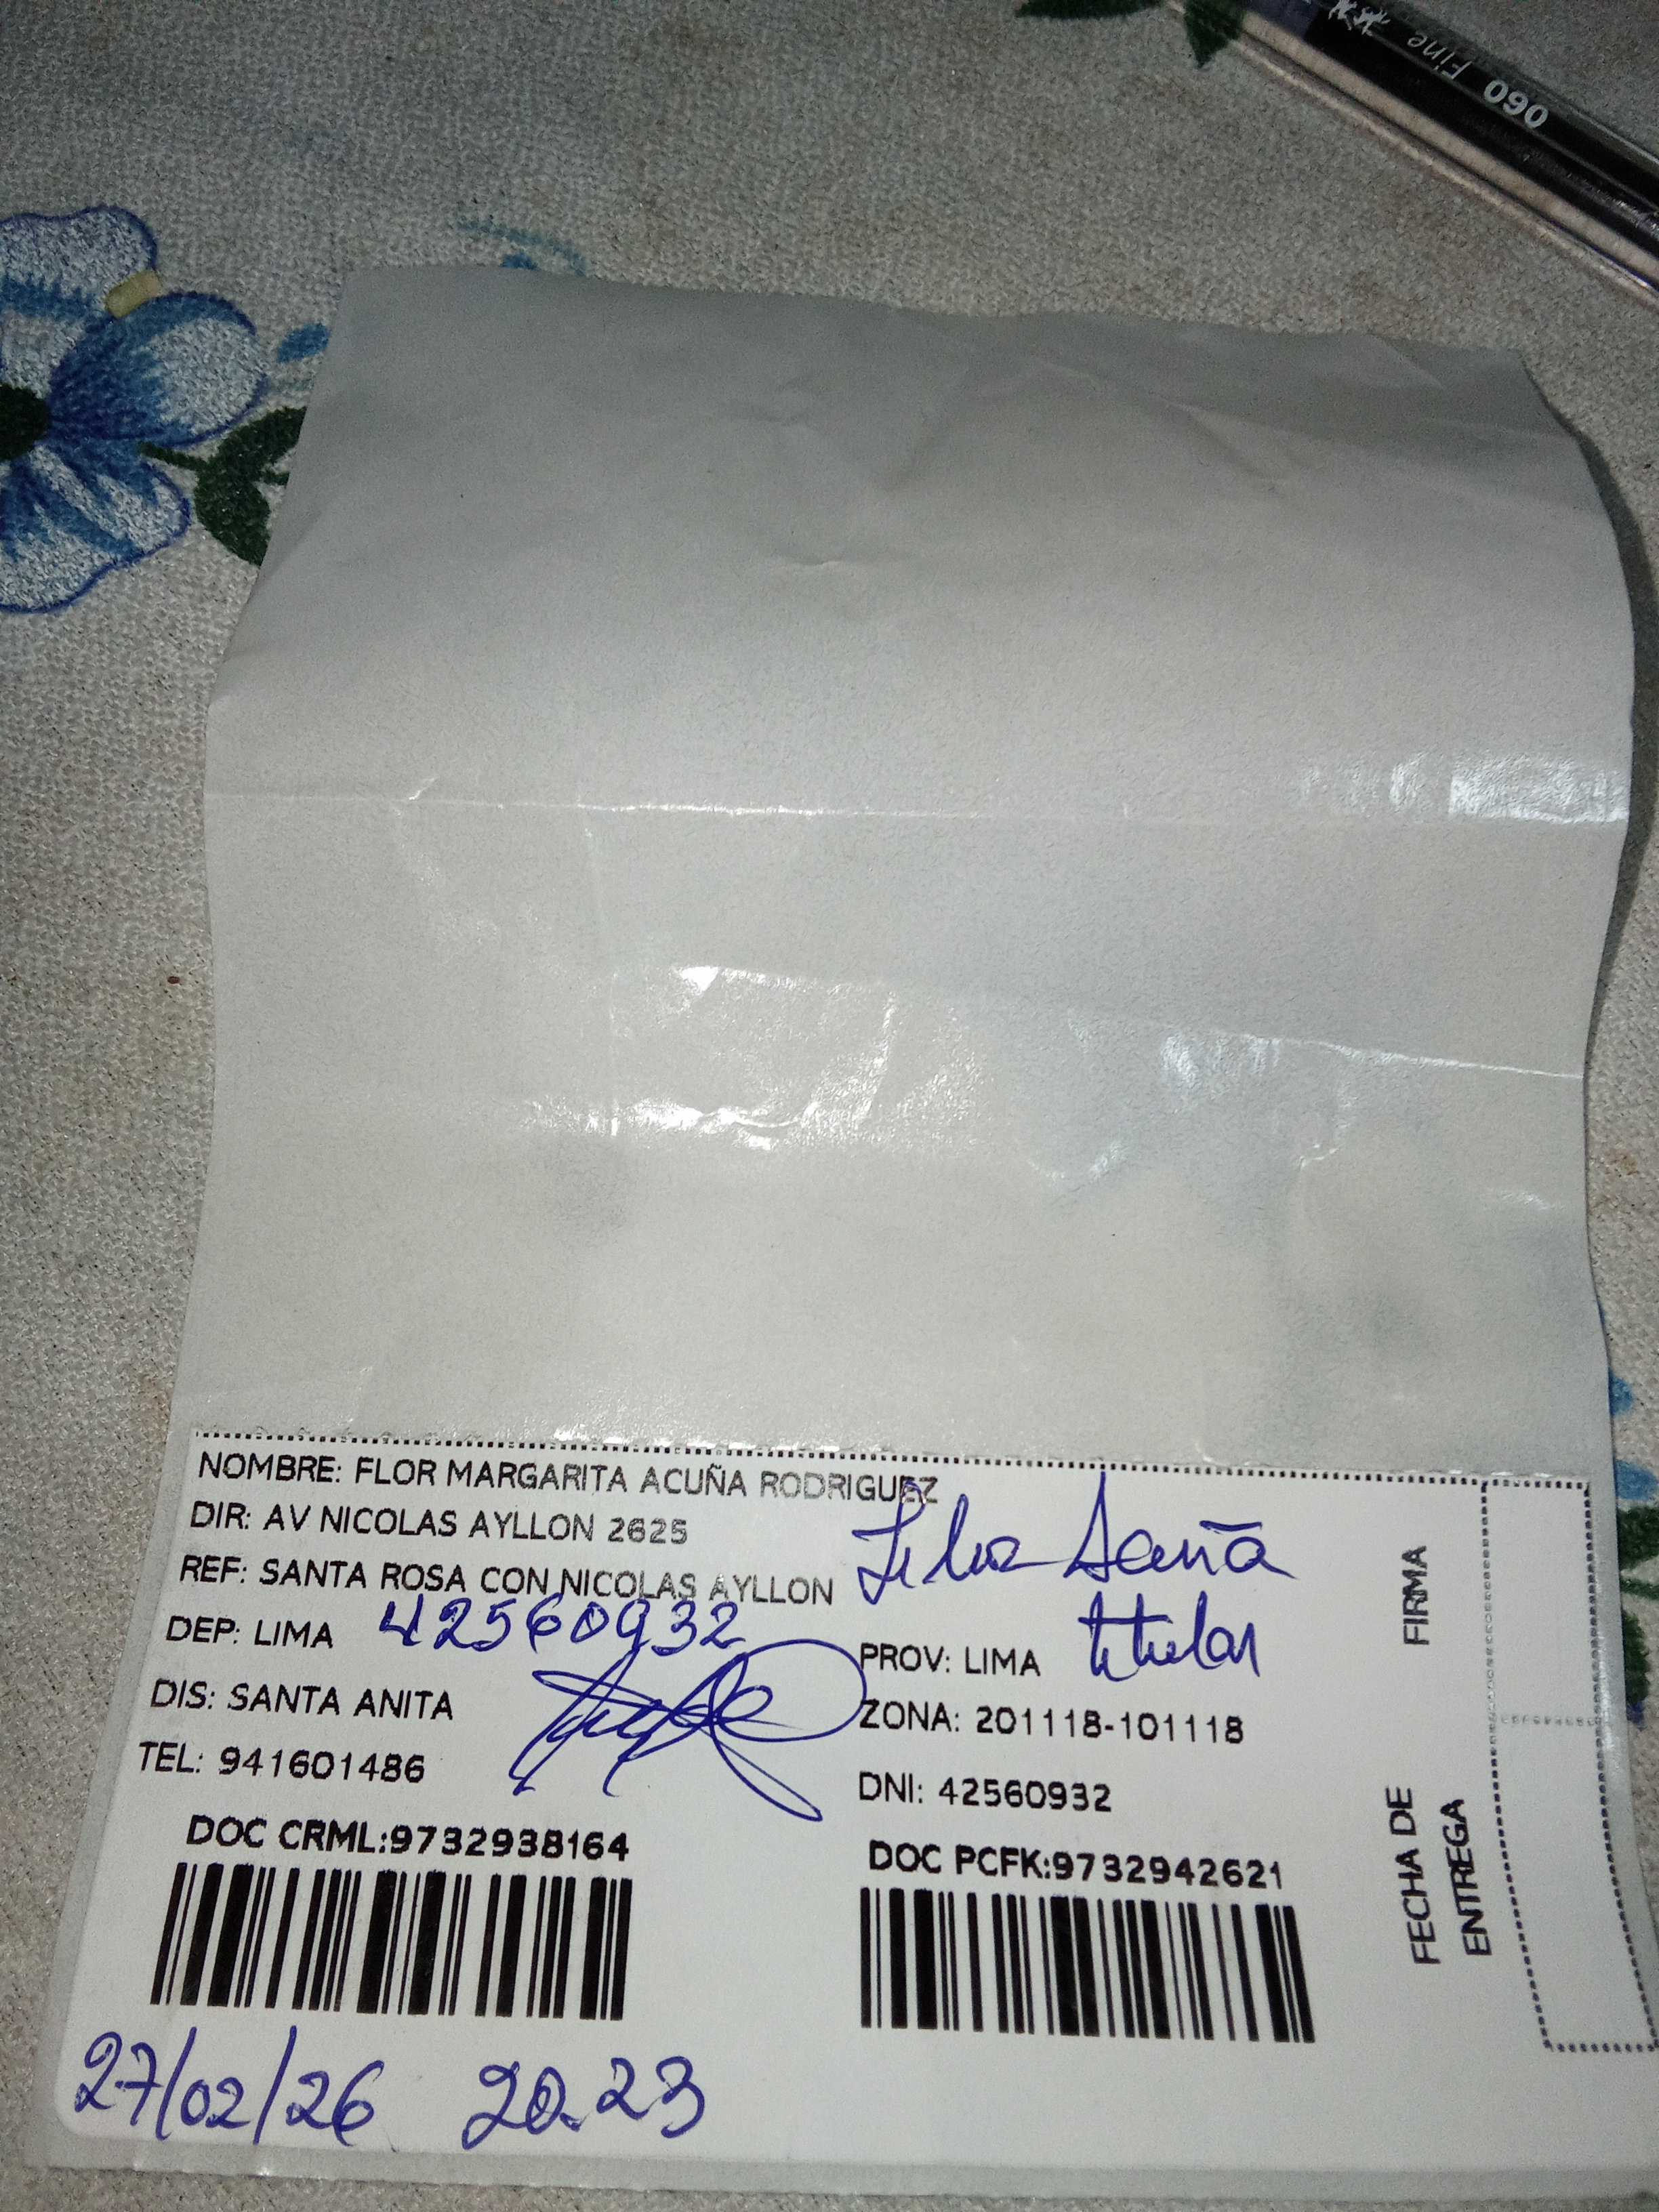 Fine 090
NOMBRE: FLOR MARGARITA ACUÑA RODRIGUEZ
DIR: AV NICOLAS AYLLON 2625
REF: SANTA ROSA CON NICOLAS AYLLON
DEP: LIMA 42560932
PROV: LIMA titular
DIS: SANTA ANITA
ZONA: 201118-101118
TEL: 941601486
DNI: 42560932
DOC CRML:9732938164
DOC PCFK:9732942621
FIRMA
FECHA DE
ENTREGA
27/02/26 20.23